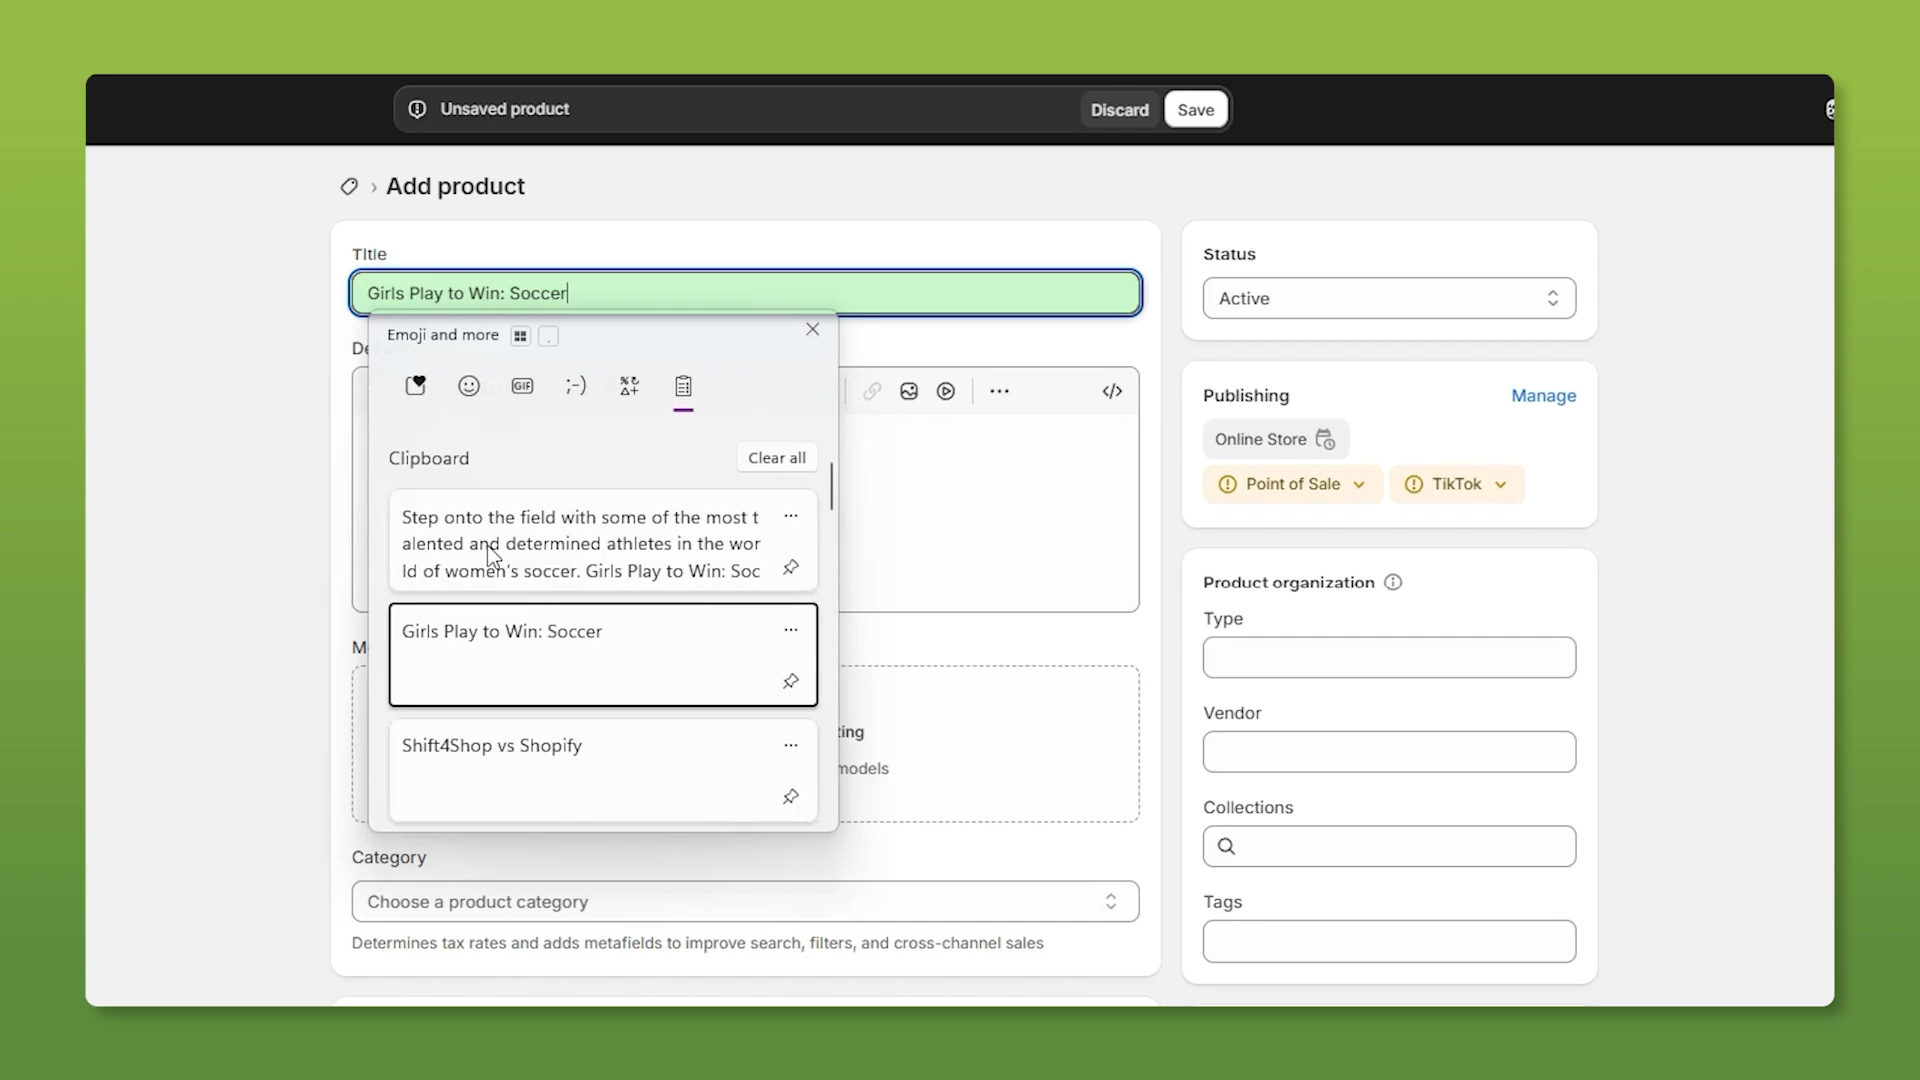 Unsaved product
Discard
Save
› Add product
Title
Girls Play to Win: Soccer
Emoji and more
De
GIF
;-)
</>
Clipboard
Clear all
Step onto the field with some of the most t
alented and determined athletes in the wor
ld of women's soccer. Girls Play to Win: Soc
Girls Play to Win: Soccer
M
Shift4Shop vs Shopify
ting
models
Category
Choose a product category
Determines tax rates and adds metafields to improve search, filters, and cross-channel sales
Status
Active
Publishing
Manage
Online Store
Point of Sale
TikTok
Product organization
Type
Vendor
Collections
Tags